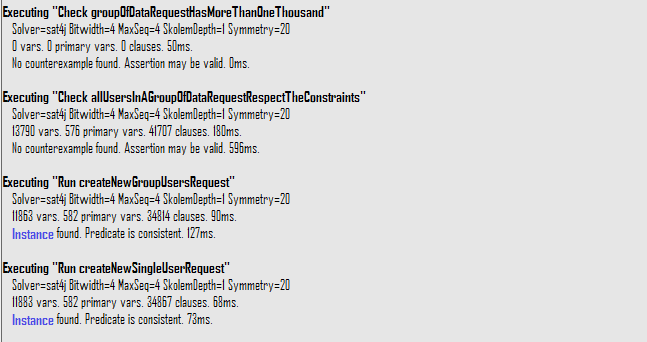 Executing "Check groupOfDataRequestHasMoreThanOneThousand"
Solver=sat4j Bitwidth=4 MaxSeq=4 SkolemDepth=1 Symmetry=20
0 vars. 0 primary vars. 0 clauses. 50ms.
No counterexample found. Assertion may be valid. 0ms.
Executing "Check allUsersInAGroupOfDataRequestRespectTheConstraints"
Solver=sat4j Bitwidth=4 MaxSeq=4 SkolemDepth=1 Symmetry=20
13790 vars. 576 primary vars. 41707 clauses. 180ms.
No counterexample found. Assertion may be valid. 596ms.
Executing "Run createNewGroupUsersRequest"
Solver=sat4j Bitwidth=4 MaxSeq=4 SkolemDepth=1 Symmetry=20
11863 vars. 582 primary vars. 34814 clauses. 90ms.
Instance found. Predicate is consistent. 127ms.
Executing "Run createNewSingleUserRequest"
Solver=sat4j Bitwidth=4 MaxSeq=4 SkolemDepth=1 Symmetry=20
11883 vars. 582 primary vars. 34867 clauses. 68ms.
Instance found. Predicate is consistent. 73ms.